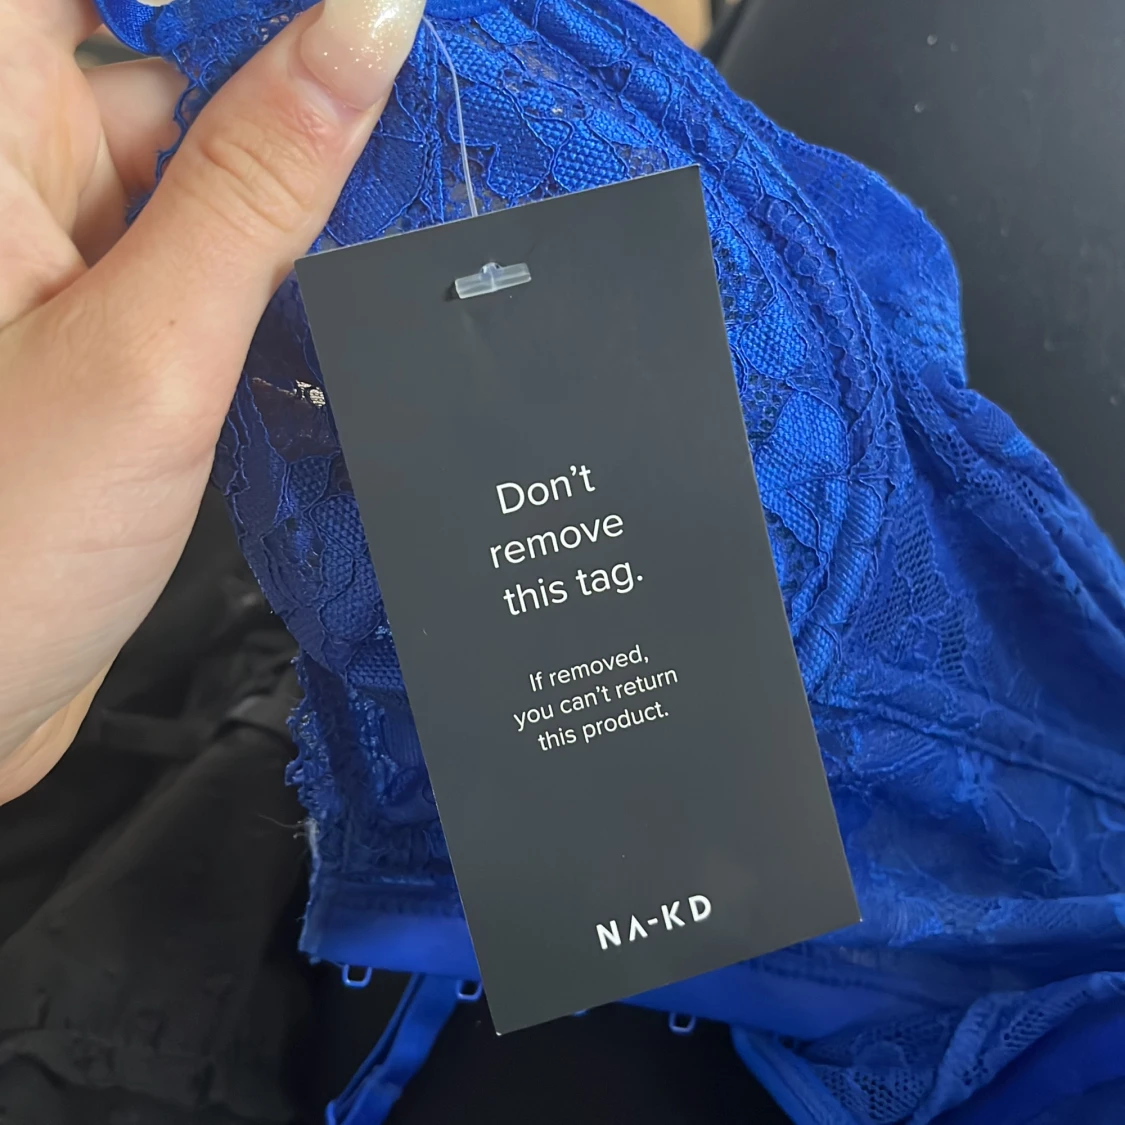 Don't
remove
this tag.
If removed,
you can't return
this product.
NA-KD